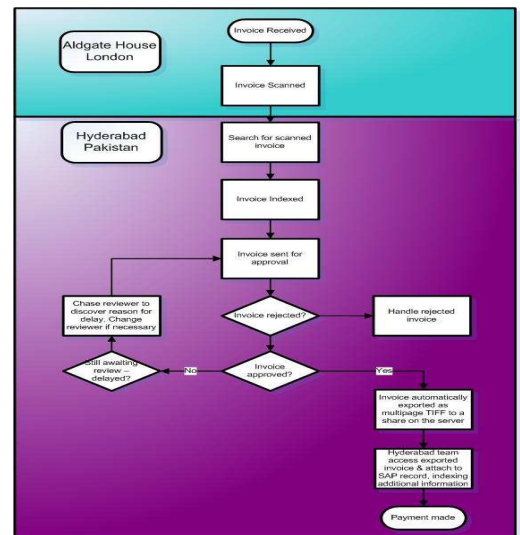 Aldgate House
London
Invoice Received
Invoice Scanned
Hyderabad
Pakistan
Search for scanned
invoice
Invoice Indexed
Invoice sent for
approval
Chase reviewer to
discover reason for
delay. Change
reviewer if necessary
Invoice rejected?
Handle rejected
invoice
Still awaiting
review –
delayed?
No
Invoice
approved?
Yes
Invoice automatically
exported as
multipage TIFF to a
share on the server
Hyderabad team
access exported
invoice & attach to
SAP record, indexing
additional information
Payment made